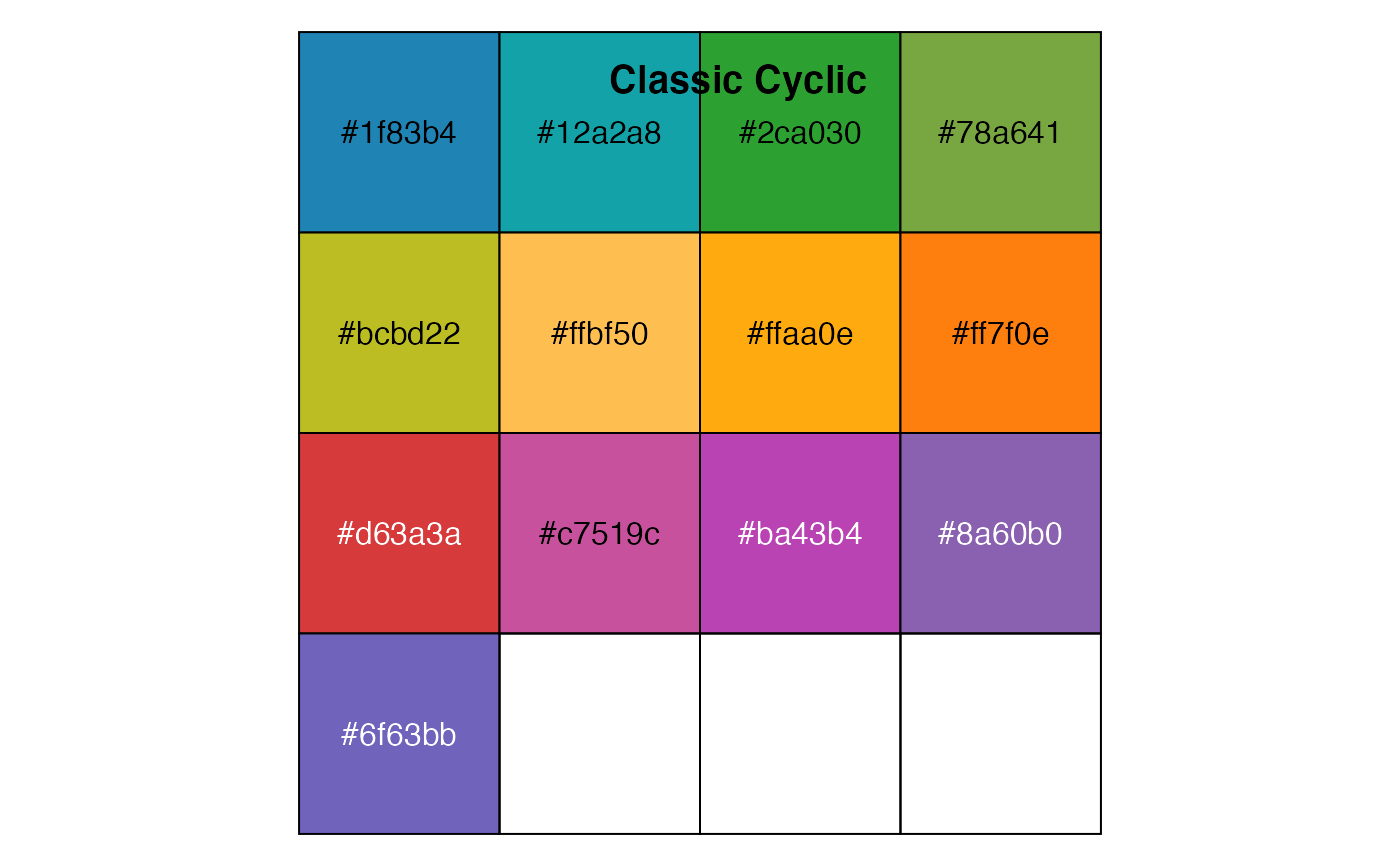 Classic Cyclic
#1f83b4 #12a2a8 #2ca030 #78a641
#bcbd22 #ffbf50 #ffaa0e #ff7f0e
#d63a3a #c7519c #ba43b4 #8a60b0
#6f63bb